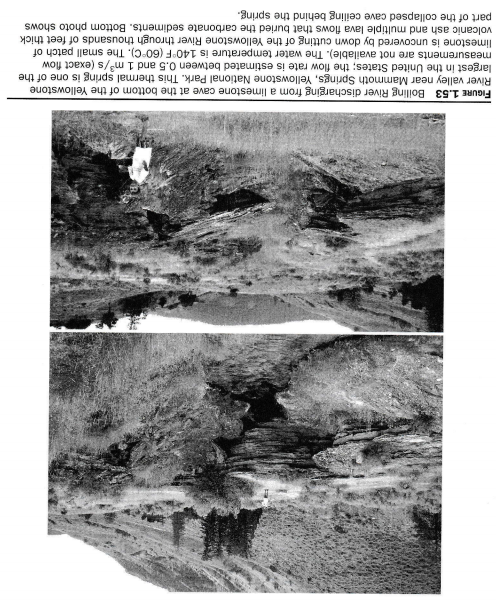 FIGURE 1.53 Boiling River discharging from a limestone cave at the bottom of the Yellowstone
River valley near Mammoth Springs, Yellowstone National Park. This thermal spring is one of the
largest in the United States; the flow rate is estimated between 0.5 and 1 m³/s (exact flow
measurements are not available). The water temperature is 140°F (60°C). The small patch of
limestone is uncovered by down cutting of the Yellowstone River through thousands of feet thick
volcanic ash and multiple lava flows that buried the carbonate sediments. Bottom photo shows
part of the collapsed cave ceiling behind the spring.